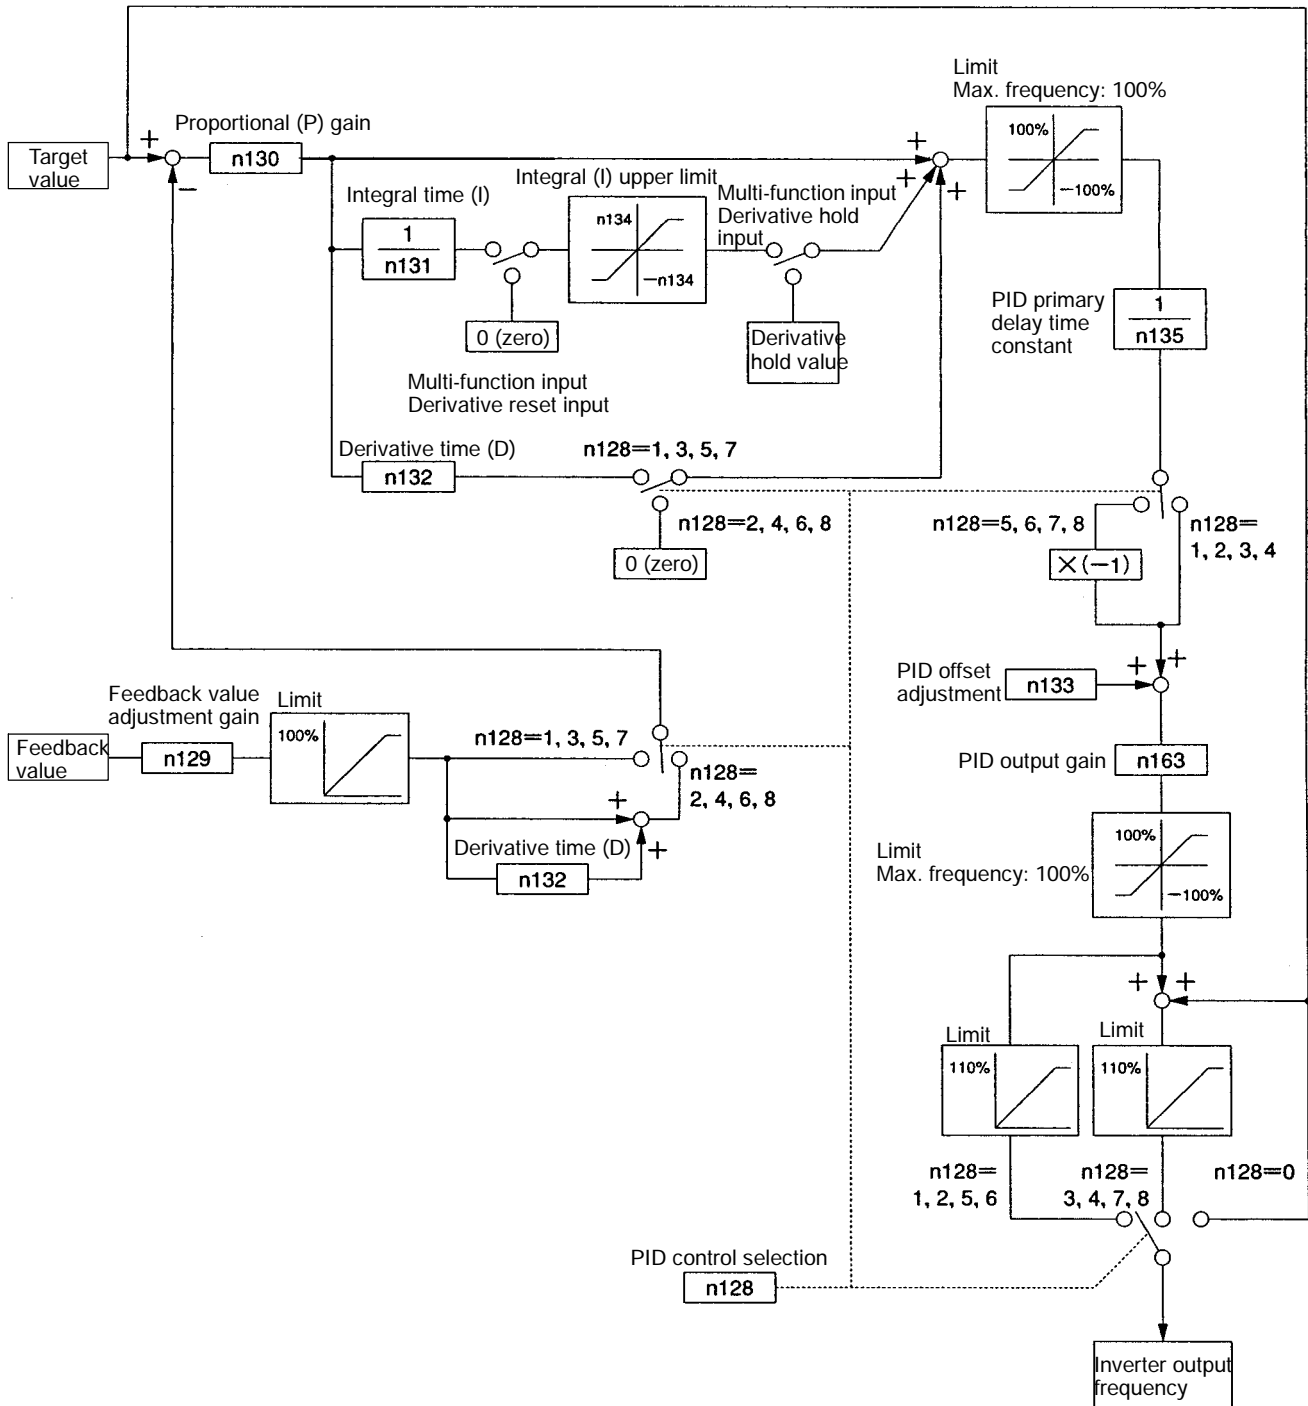 Limit
Max. frequency: 100%
100%
−100%
Proportional (P) gain
Target
value
+
−
n130
+
+
+
Integral time (I)
1
n131
Integral (I) upper limit
n134
−n134
Multi-function input
Derivative hold
input
0 (zero)
Derivative
hold value
Multi-function input
Derivative reset input
PID primary
delay time
constant
1
n135
Derivative time (D)
n132
n128=1, 3, 5, 7
n128=2, 4, 6, 8
0 (zero)
n128=5, 6, 7, 8
n128=
1, 2, 3, 4
×(−1)
+
+
PID offset
adjustment
n133
Feedback value
adjustment gain
Limit
100%
Feedback
value
n129
n128=1, 3, 5, 7
n128=
2, 4, 6, 8
+
Derivative time (D)
+
n132
PID output gain
n163
Limit
Max. frequency: 100%
100%
−100%
+
+
Limit
110%
Limit
110%
n128=
1, 2, 5, 6
n128=
3, 4, 7, 8
n128=0
PID control selection
n128
Inverter output
frequency